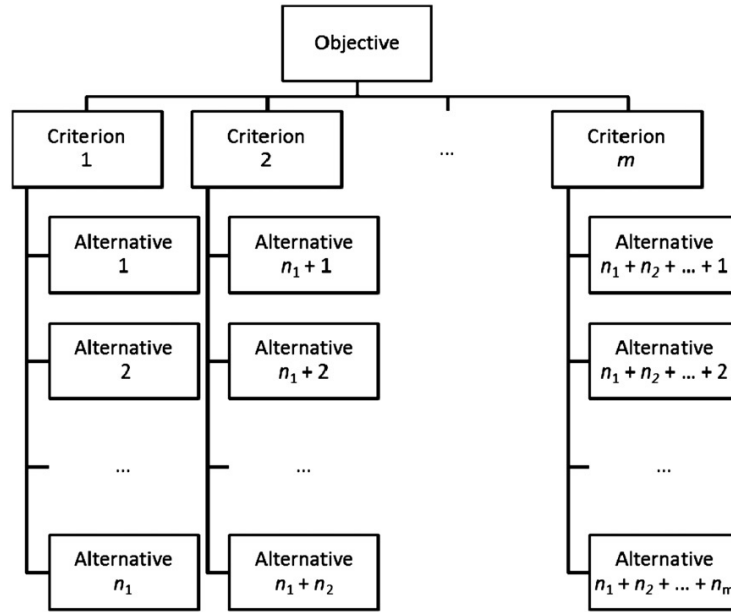 Objective
Criterion
1
Criterion
2
...
Criterion
m
Alternative
1
Alternative
n₁ + 1
Alternative
n₁ + n₂ + ... + 1
Alternative
2
Alternative
n₁ + 2
Alternative
n₁ + n₂ + ... + 2
...
...
...
Alternative
n₁
Alternative
n₁ + n₂
Alternative
n₁ + n₂ + ... + nₘ